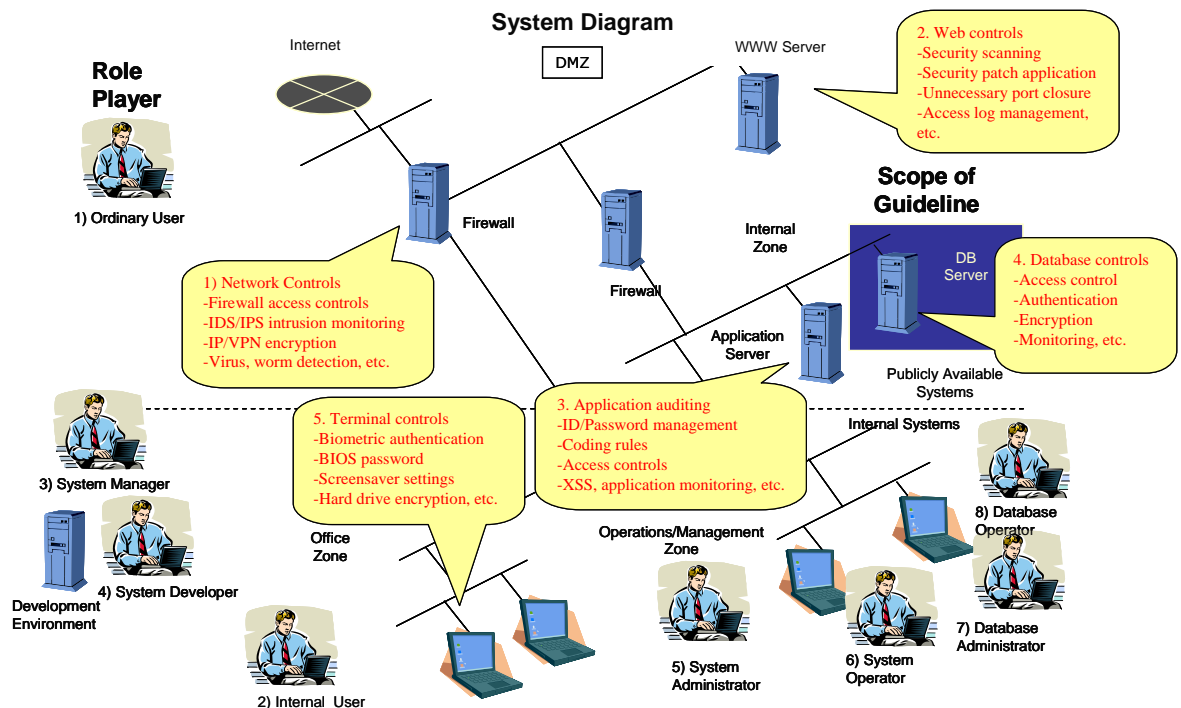 System Diagram
Internet
DMZ
WWW Server
2. Web controls
-Security scanning
-Security patch application
-Unnecessary port closure
-Access log management,
etc.
Role
Player
1) Ordinary User
Firewall
Firewall
Internal
Zone
Scope of
Guideline
DB
Server
4. Database controls
-Access control
-Authentication
-Encryption
-Monitoring, etc.
1) Network Controls
-Firewall access controls
-IDS/IPS intrusion monitoring
-IP/VPN encryption
-Virus, worm detection, etc.
Application
Server
Publicly Available
Systems
Internal Systems
5. Terminal controls
-Biometric authentication
-BIOS password
-Screensaver settings
-Hard drive encryption, etc.
3. Application auditing
-ID/Password management
-Coding rules
-Access controls
-XSS, application monitoring, etc.
3) System Manager
4) System Developer
Development
Environment
Office
Zone
2) Internal User
Operations/Management
Zone
5) System
Administrator
6) System
Operator
7) Database
Administrator
8) Database
Operator